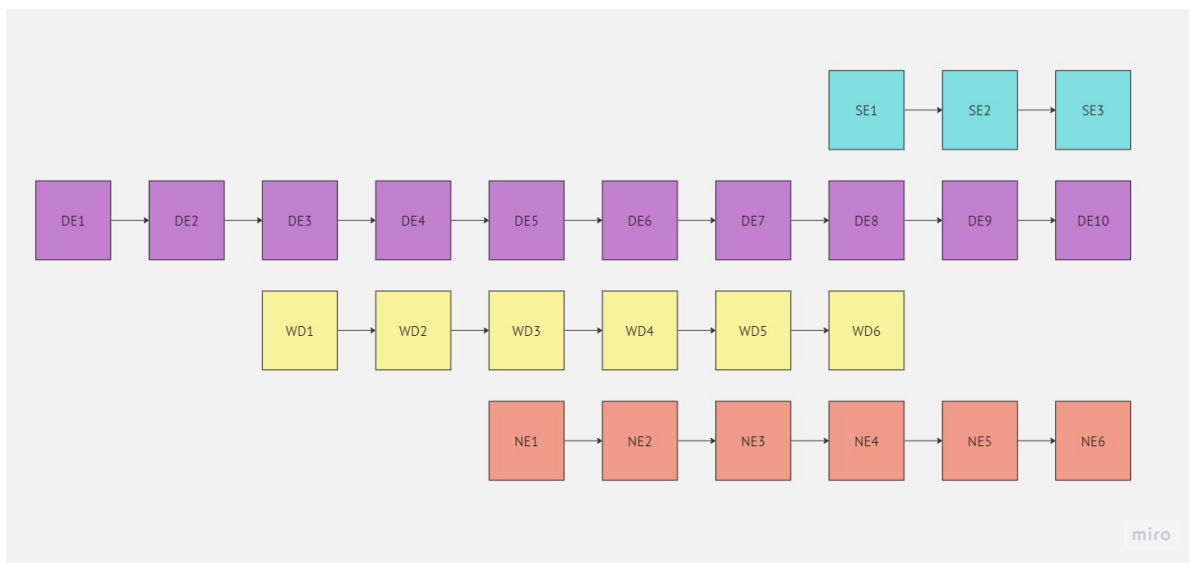 SE1 SE2 SE3
DE1 DE2 DE3 DE4 DE5 DE6 DE7 DE8 DE9 DE10
WD1 WD2 WD3 WD4 WD5 WD6
NE1 NE2 NE3 NE4 NE5 NE6
miro